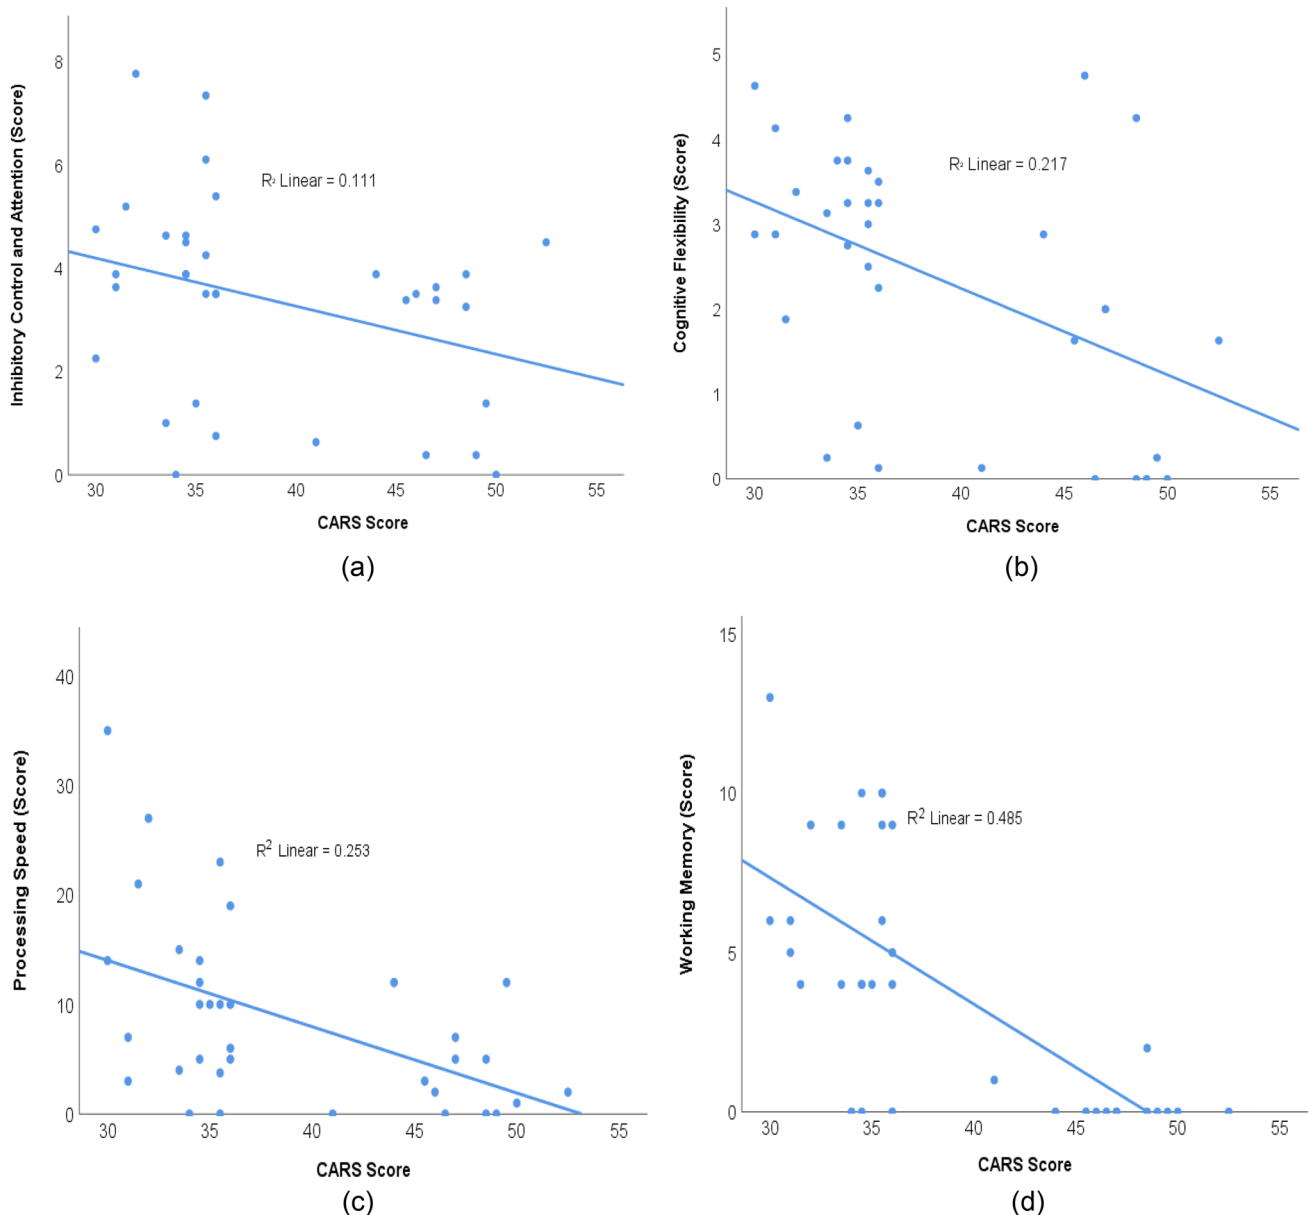 Inhibitory Control and Attention (Score)
8
6
4
2
0
R² Linear = 0.111
30 35 40 45 50 55
CARS Score
(a)
Cognitive Flexibility (Score)
5
4
3
2
1
0
R² Linear = 0.217
30 35 40 45 50 55
CARS Score
(b)
Processing Speed (Score)
40
30
20
10
0
R² Linear = 0.253
30 35 40 45 50 55
CARS Score
(c)
Working Memory (Score)
15
10
5
0
R² Linear = 0.485
30 35 40 45 50 55
CARS Score
(d)